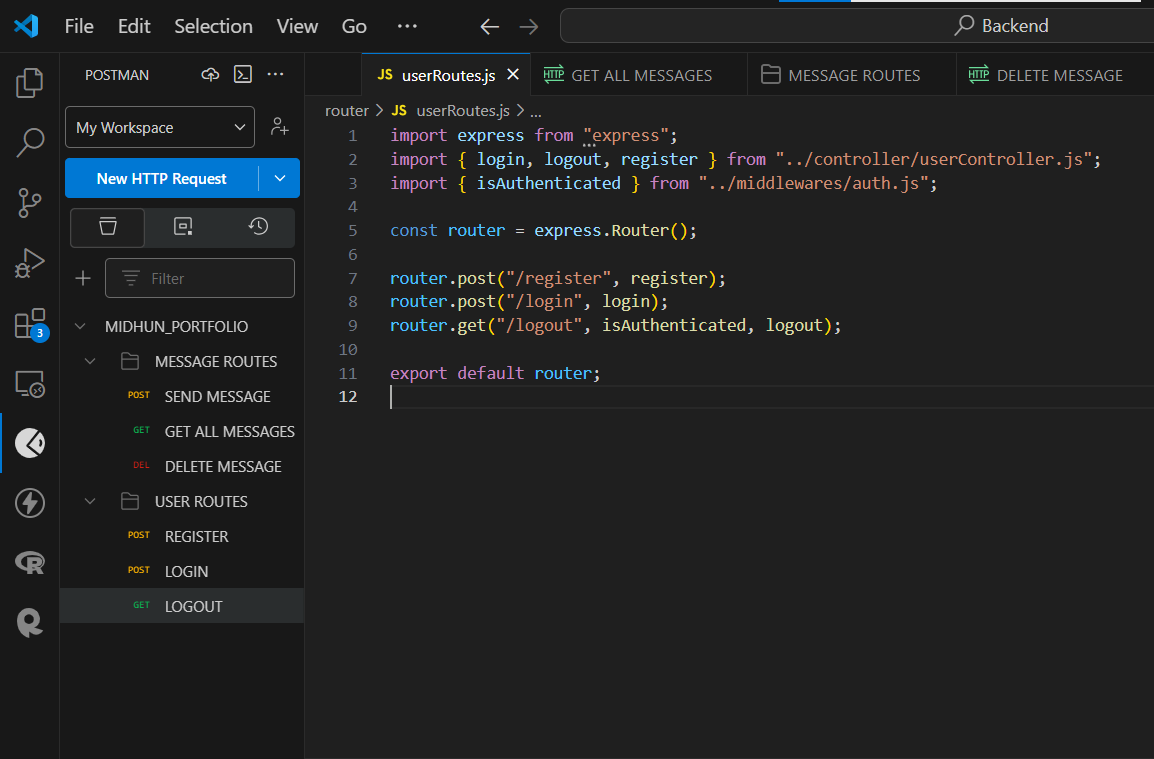 File Edit Selection View Go ··· Backend
POSTMAN
My Workspace
New HTTP Request
Filter
MIDHUN_PORTFOLIO
MESSAGE ROUTES
POST SEND MESSAGE
GET GET ALL MESSAGES
DEL DELETE MESSAGE
USER ROUTES
POST REGISTER
POST LOGIN
GET LOGOUT
3
R
JS userRoutes.js HTTP GET ALL MESSAGES MESSAGE ROUTES HTTP DELETE MESSAGE
router > JS userRoutes.js > ...
1 import express from "express";
2 import { login, logout, register } from "../controller/userController.js";
3 import { isAuthenticated } from "../middlewares/auth.js";
4
5 const router = express.Router();
6
7 router.post("/register", register);
8 router.post("/login", login);
9 router.get("/logout", isAuthenticated, logout);
10
11 export default router;
12